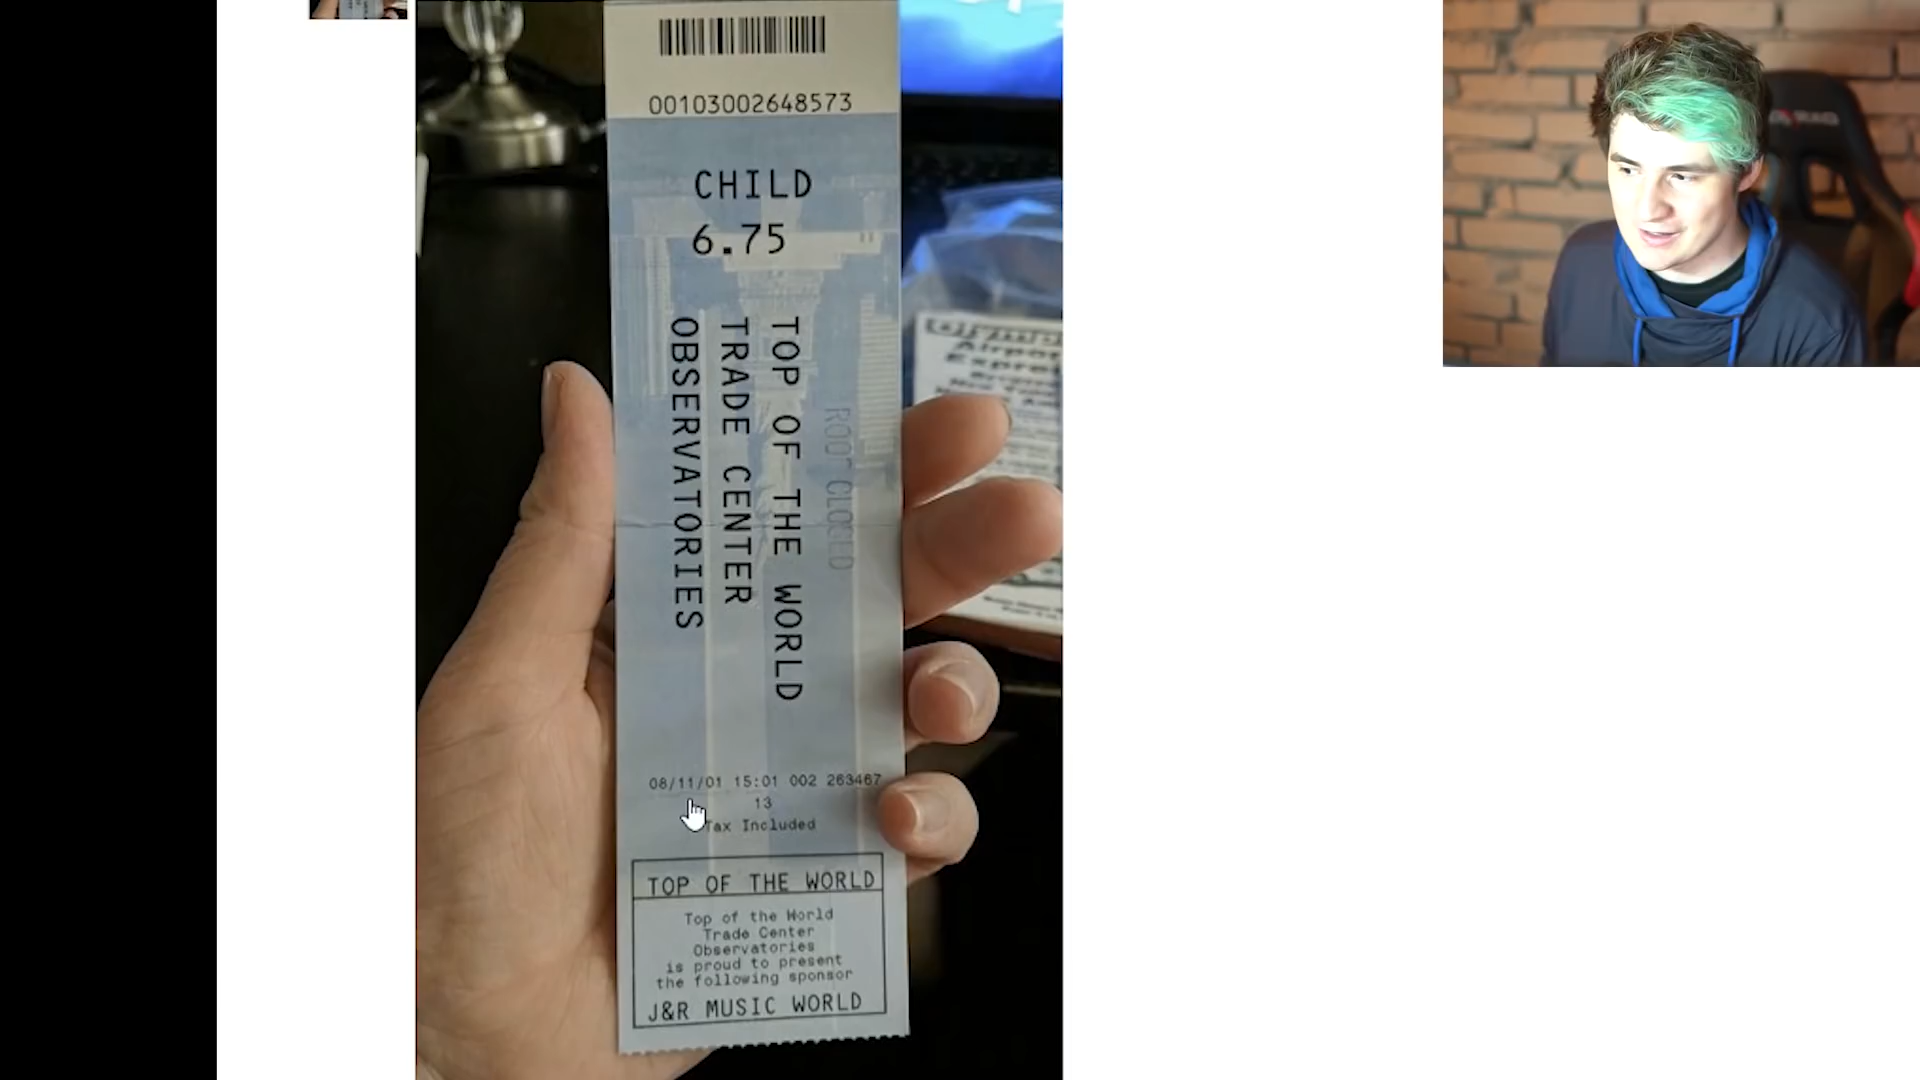 00103002648573
CHILD
6.75
TOP OF THE WORLD
TRADE CENTER
OBSERVATORIES
08/11/01 15:01 002 263467
13
Tax Included
TOP OF THE WORLD
Top of the World
Trade Center
Observatories
is proud to present
the following sponsor
J&R MUSIC WORLD